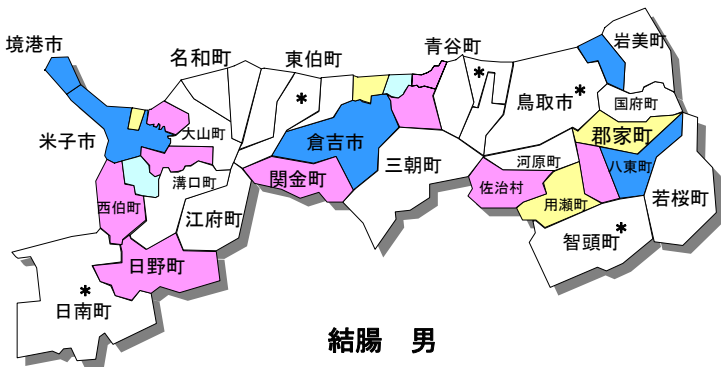 境港市
名和町
東伯町
青谷町
岩美町
*
*
鳥取市*
国府町
米子市
大山町
倉吉市
郡家町
三朝町
河原町
八東町
関金町
溝口町
佐治村
西伯町
用瀬町
若桜町
江府町
*
智頭町
日野町
*
日南町
結腸 男